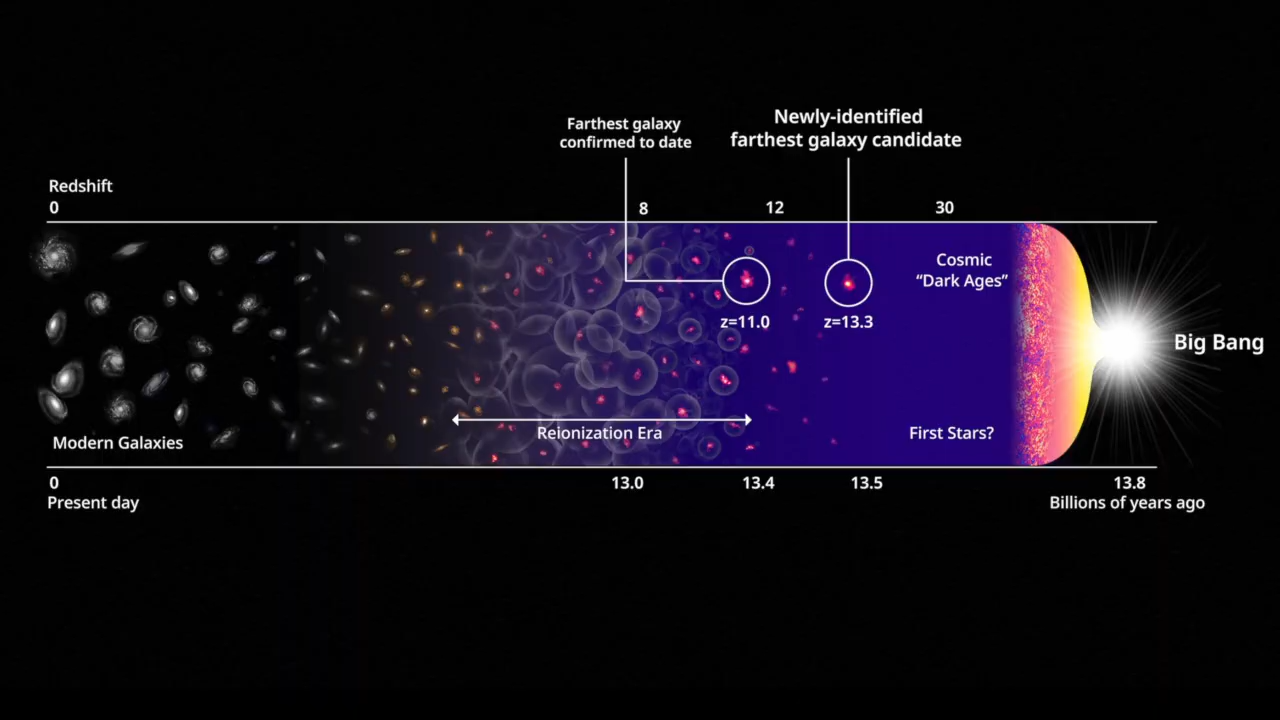 Newly-identified
farthest galaxy candidate
Farthest galaxy
confirmed to date
Redshift
0
8
12
30
Cosmic
“Dark Ages”
z=11.0
z=13.3
Big Bang
Reionization Era
First Stars?
Modern Galaxies
0
13.0
13.4
13.5
13.8
Present day
Billions of years ago